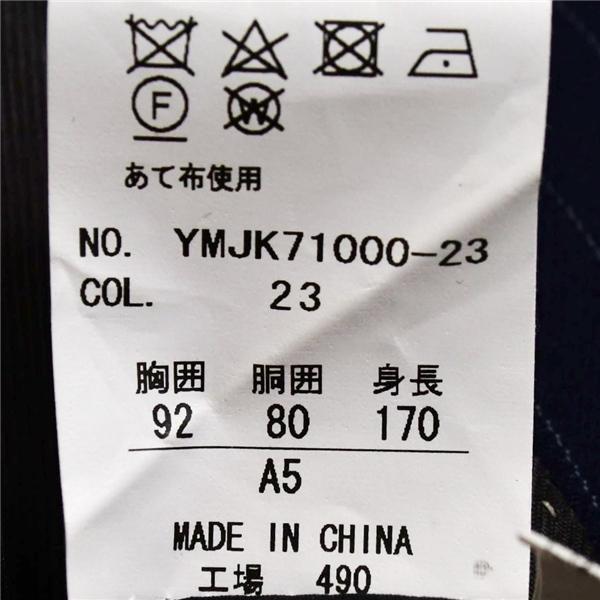 F W
あて布使用
NO. YMJK71000-23
COL. 23
胸囲 胴囲 身長
92 80 170
A5
MADE IN CHINA
工場 490